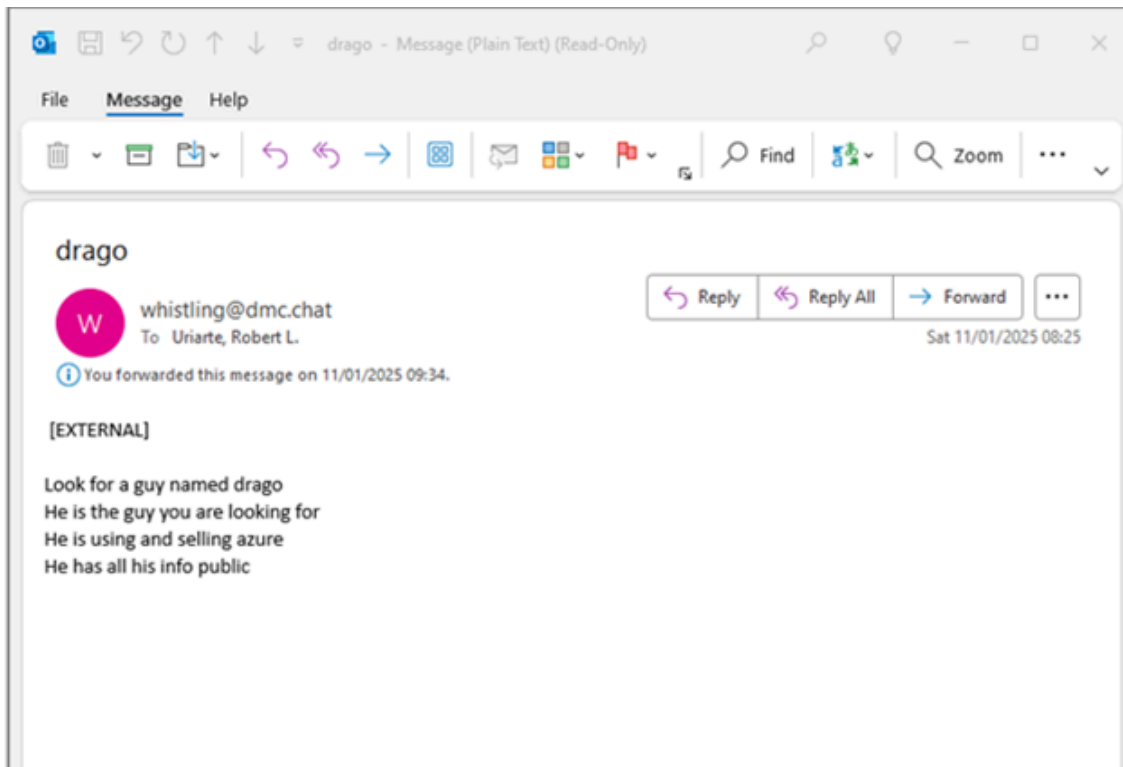 drago - Message (Plain Text) (Read-Only)
File Message Help
Find Zoom
drago
W
whistling@dmc.chat
To Uriarte, Robert L.
Reply Reply All Forward
Sat 11/01/2025 08:25
You forwarded this message on 11/01/2025 09:34.
[EXTERNAL]
Look for a guy named drago
He is the guy you are looking for
He is using and selling azure
He has all his info public